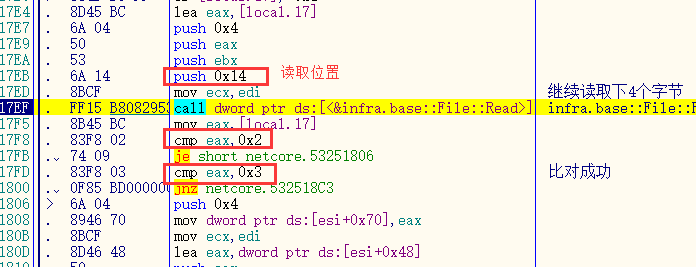 17E4 . 8D45 BC lea eax,[local.17]
17E7 . 6A 04 push 0x4
17E9 . 50 push eax
17EA . 53 push ebx
17EB . 6A 14 push 0x14 读取位置
17ED . 8BCF mov ecx,edi 继续读取下4个字节
17EF . FF15 B8082953 call dword ptr ds:[<&infra.base::File::Read>] infra.base::File::R
17F5 . 8B45 BC mov eax,[local.17]
17F8 . 83F8 02 cmp eax,0x2
17FB .⌄ 74 09 je short netcore.53251806
17FD . 83F8 03 cmp eax,0x3 比对成功
1800 .⌄ 0F85 BD000000 jnz netcore.532518C3
1806 > 6A 04 push 0x4
1808 . 8946 70 mov dword ptr ds:[esi+0x70],eax
180B . 8BCF mov ecx,edi
180D . 8D46 48 lea eax,dword ptr ds:[esi+0x48]